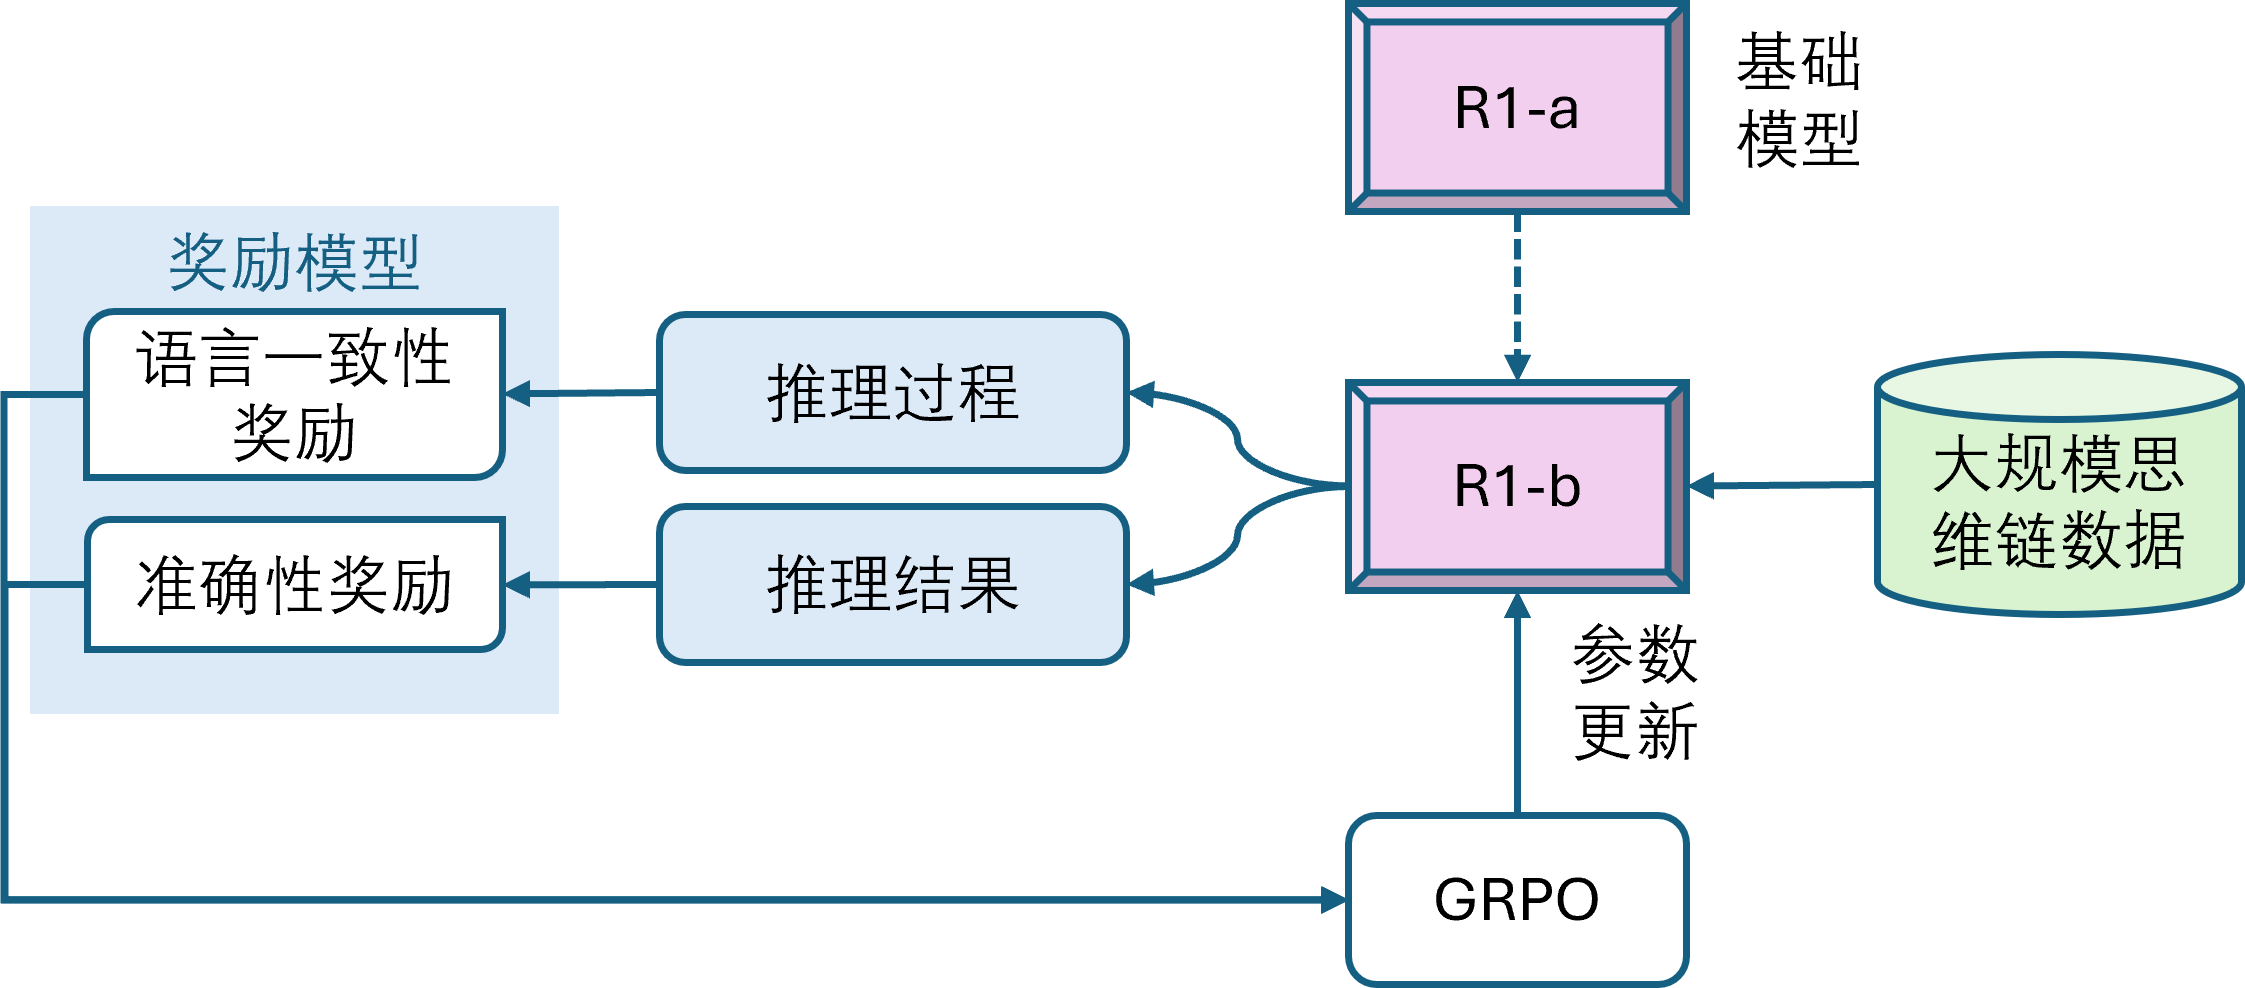 R1-a
基础
模型
奖励模型
语言一致性
奖励
推理过程
R1-b
大规模思
维链数据
准确性奖励
推理结果
参数
更新
GRPO